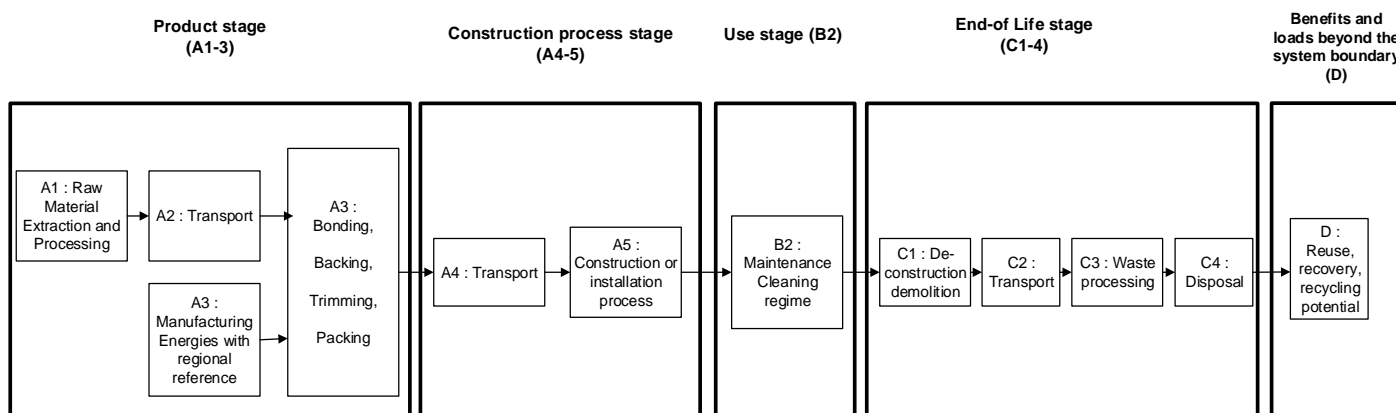 Product stage
(A1-3)
Construction process stage
(A4-5)
Use stage (B2)
End-of Life stage
(C1-4)
Benefits and
loads beyond the
system boundary
(D)
A1 : Raw
Material
Extraction and
Processing
A2 : Transport
A3 :
Manufacturing
Energies with
regional
reference
A3 :
Bonding,
Backing,
Trimming,
Packing
A4 : Transport
A5 :
Construction or
installation
process
B2 :
Maintenance
Cleaning
regime
C1 : De-
construction
demolition
C2 :
Transport
C3 : Waste
processing
C4 :
Disposal
D :
Reuse,
recovery,
recycling
potential